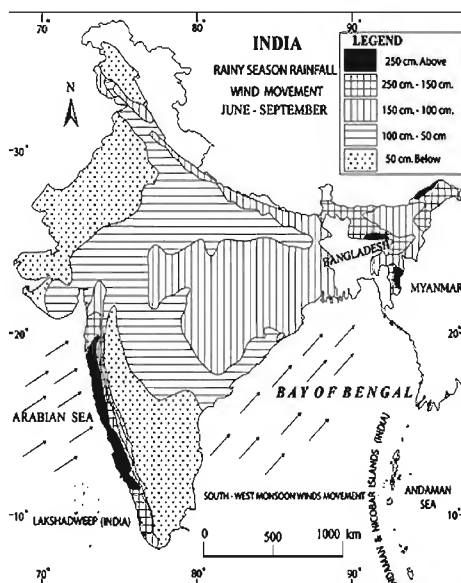 70° 80 90
INDIA
RAINY SEASON RAINFALL
WIND MOVEMENT
JUNE - SEPTEMBER
N
LEGEND
250 cm. Above
250 cm. - 150 cm.
150 cm. - 100 cm.
100 cm. - 50 cm
50 cm. Below
30°
BANGLADESH
MYANMAR
20°
20°
BAY OF BENGAL
ARABIAN SEA
SOUTH - WEST MONSOON WINDS MOVEMENT
ANDAMAN & NICOBAR ISLANDS (INDIA)
ANDAMAN
SEA
LAKSHADWEEP (INDIA)
10°
10°
0 500 1000 km
80 90